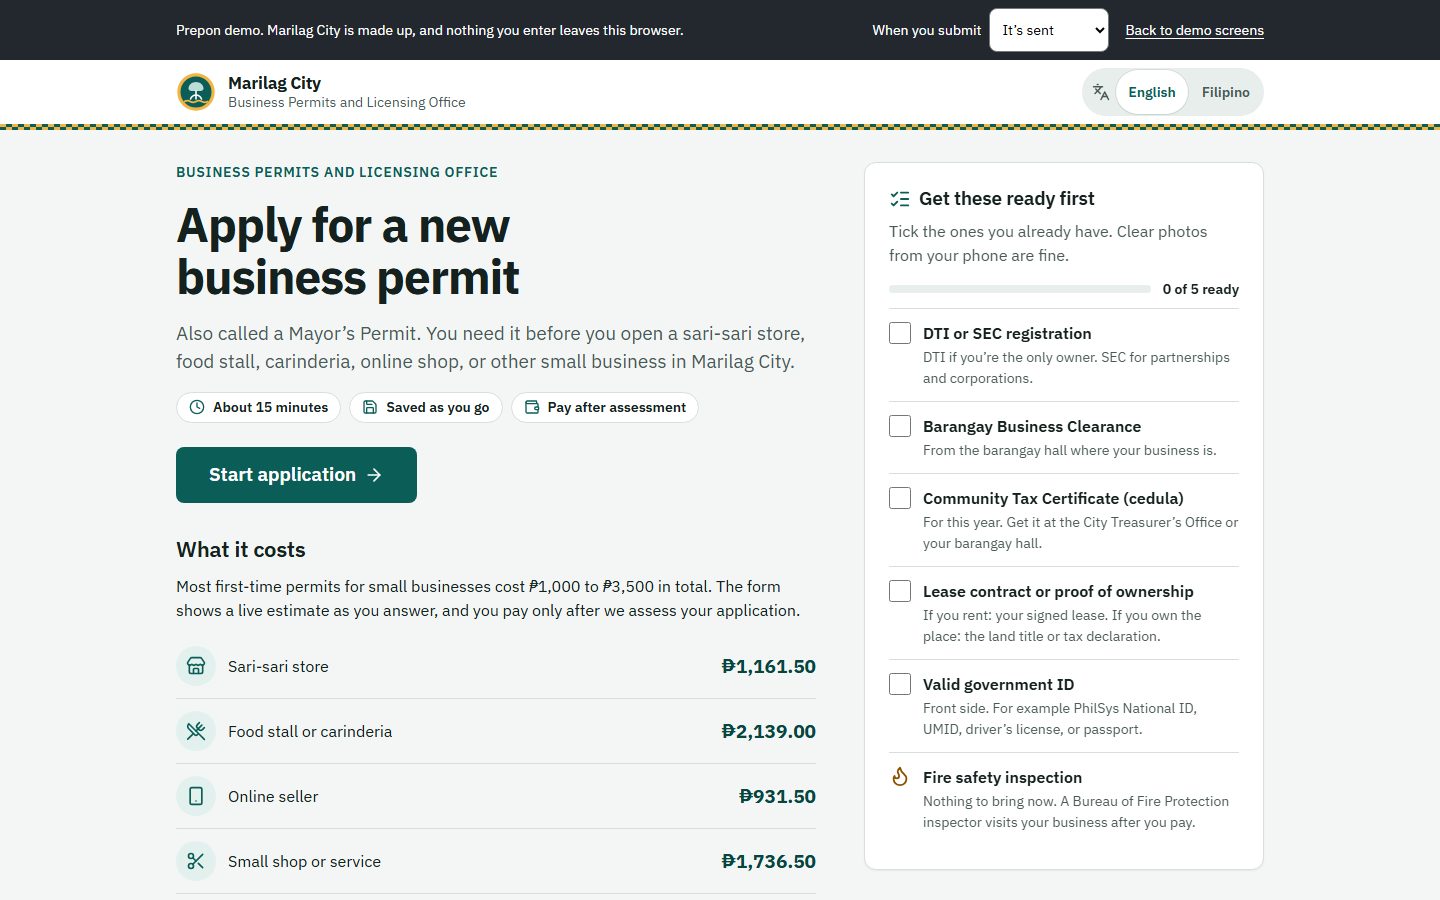 Prepon demo. Marilag City is made up, and nothing you enter leaves this browser.
When you submit
It’s sent
Back to demo screens
Marilag City
Business Permits and Licensing Office
English
Filipino
BUSINESS PERMITS AND LICENSING OFFICE
Apply for a new
business permit
Also called a Mayor’s Permit. You need it before you open a sari-sari store,
food stall, carinderia, online shop, or other small business in Marilag City.
About 15 minutes
Saved as you go
Pay after assessment
Start application
What it costs
Most first-time permits for small businesses cost ₱1,000 to ₱3,500 in total. The form
shows a live estimate as you answer, and you pay only after we assess your application.
Sari-sari store
₱1,161.50
Food stall or carinderia
₱2,139.00
Online seller
₱931.50
Small shop or service
₱1,736.50
Get these ready first
Tick the ones you already have. Clear photos
from your phone are fine.
0 of 5 ready
DTI or SEC registration
DTI if you’re the only owner. SEC for partnerships
and corporations.
Barangay Business Clearance
From the barangay hall where your business is.
Community Tax Certificate (cedula)
For this year. Get it at the City Treasurer’s Office or
your barangay hall.
Lease contract or proof of ownership
If you rent: your signed lease. If you own the
place: the land title or tax declaration.
Valid government ID
Front side. For example PhilSys National ID,
UMID, driver’s license, or passport.
Fire safety inspection
Nothing to bring now. A Bureau of Fire Protection
inspector visits your business after you pay.